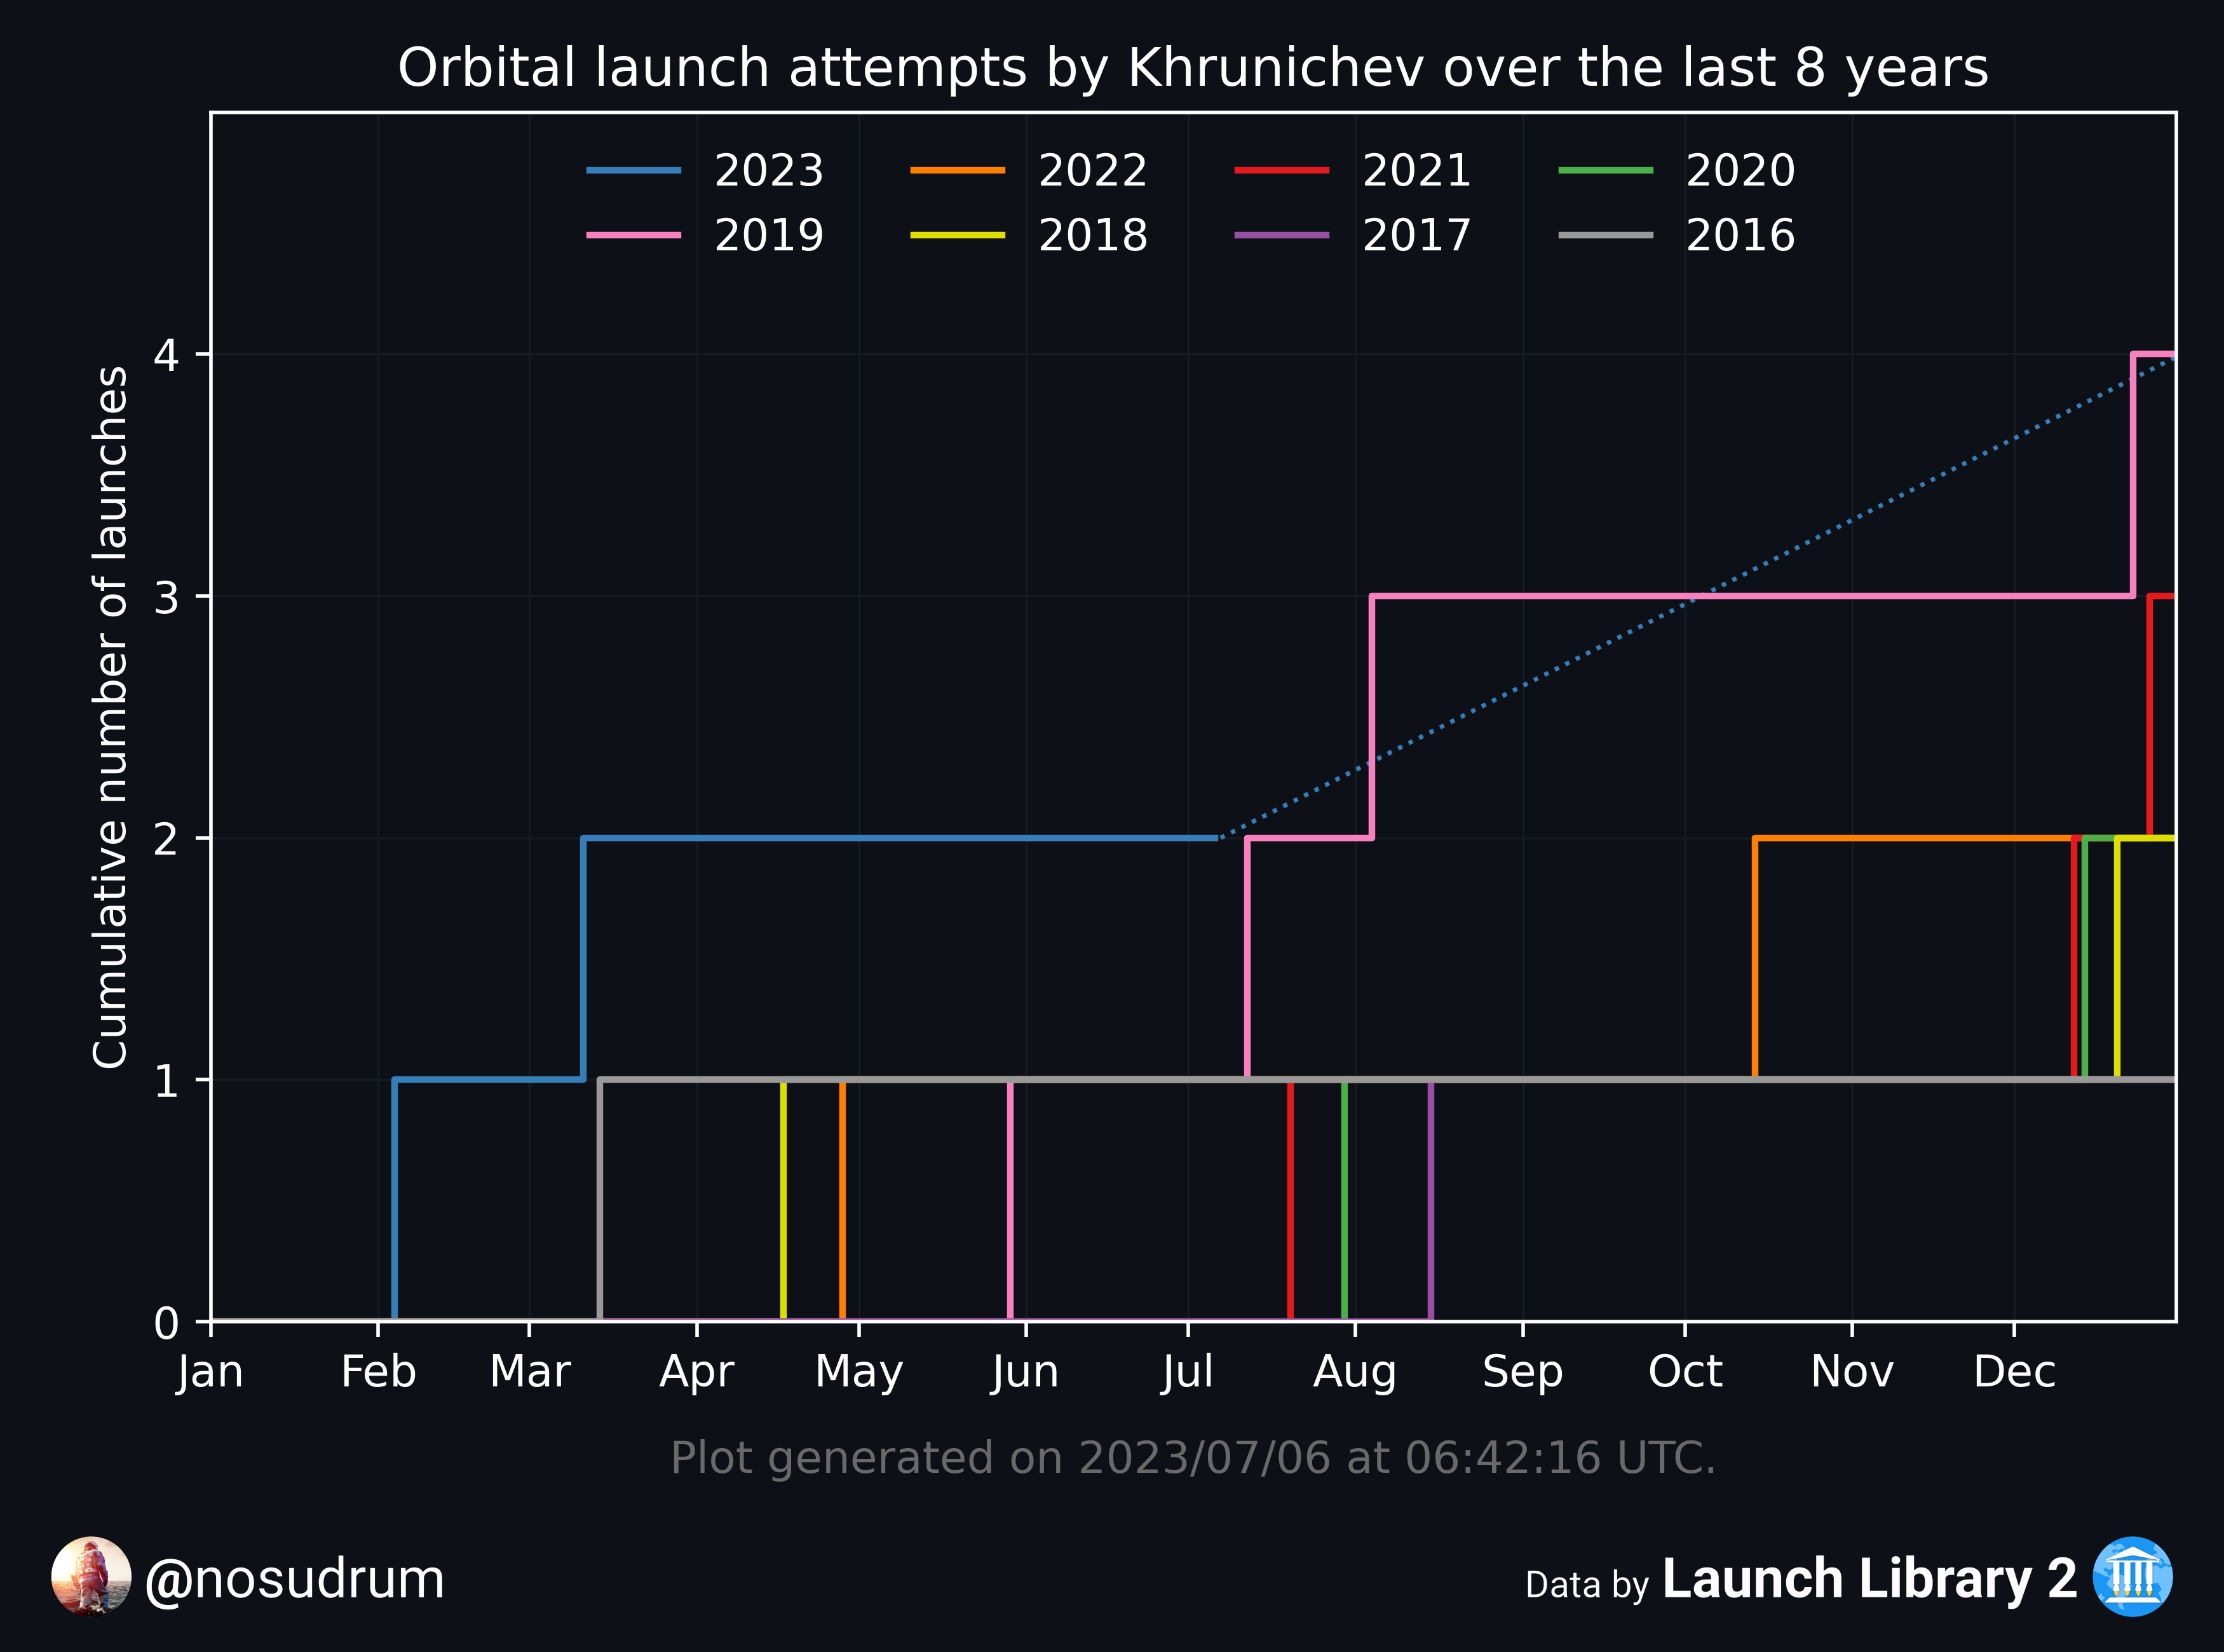 Orbital launch attempts by Khrunichev over the last 8 years
2023 2022 2021 2020
2019 2018 2017 2016
Cumulative number of launches
4
3
2
1
0
Jan Feb Mar Apr May Jun Jul Aug Sep Oct Nov Dec
Plot generated on 2023/07/06 at 06:42:16 UTC.
@nosudrum
Data by Launch Library 2